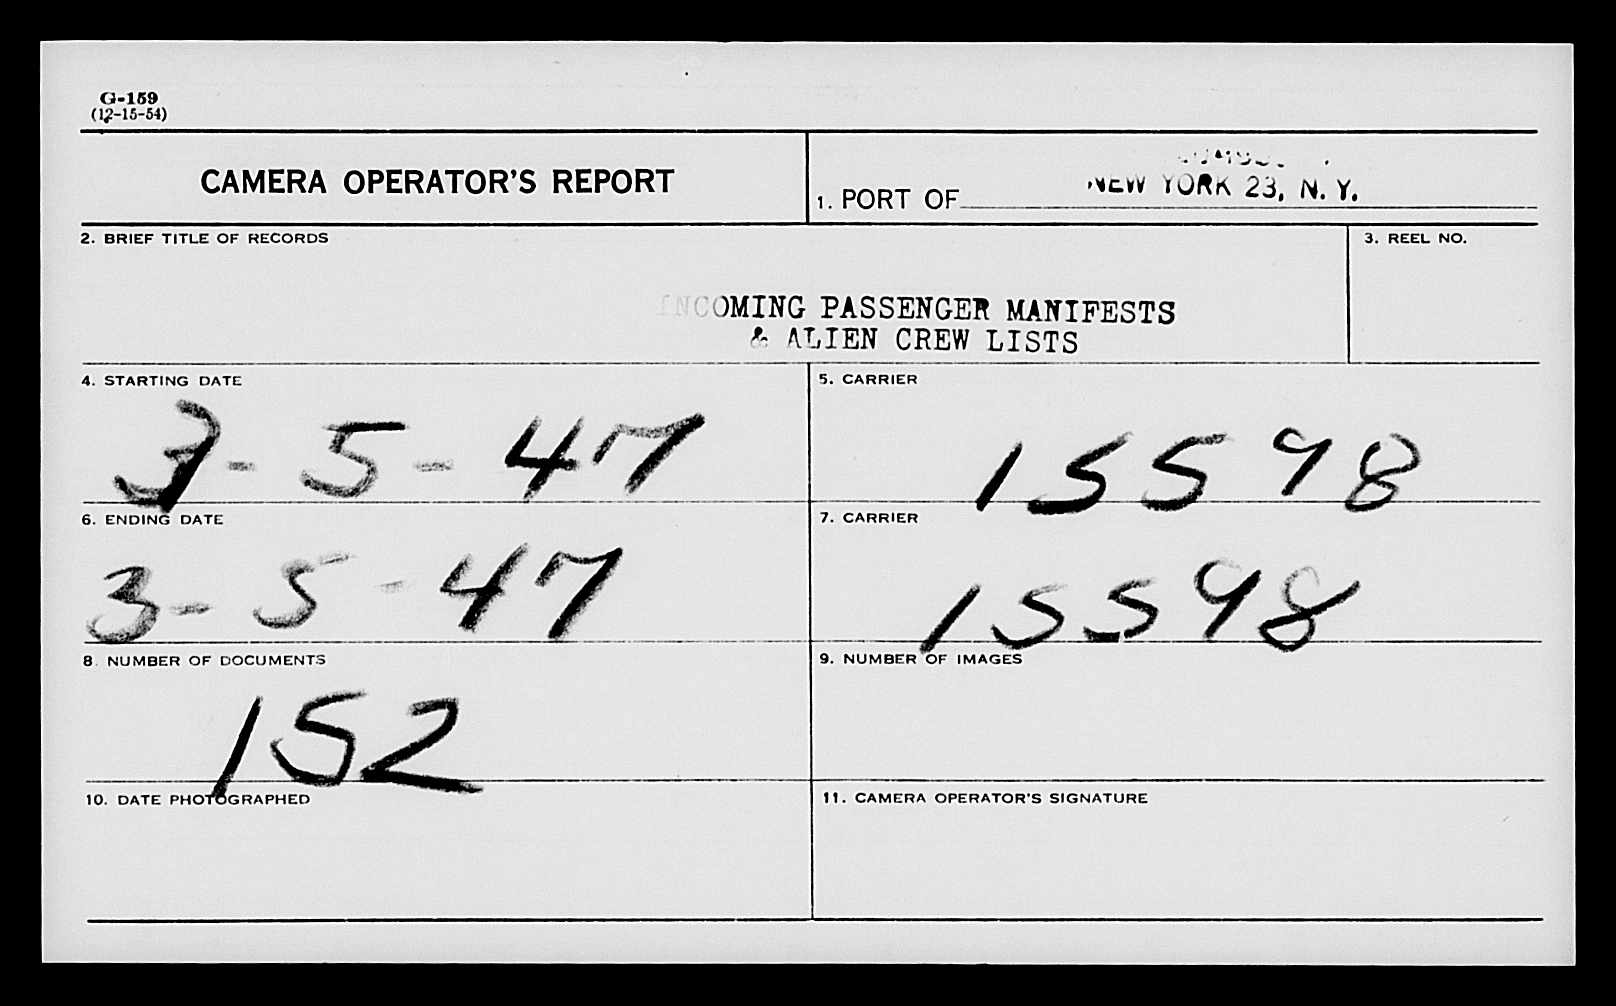 G-159
(12-15-54)
CAMERA OPERATOR'S REPORT
1. PORT OF NEW YORK 23, N. Y.
2. BRIEF TITLE OF RECORDS
3. REEL NO.
INCOMING PASSENGER MANIFESTS
& ALIEN CREW LISTS
4. STARTING DATE
3-5-47
5. CARRIER
15598
6. ENDING DATE
3-5-47
7. CARRIER
15598
8. NUMBER OF DOCUMENTS
152
9. NUMBER OF IMAGES
10. DATE PHOTOGRAPHED
11. CAMERA OPERATOR'S SIGNATURE